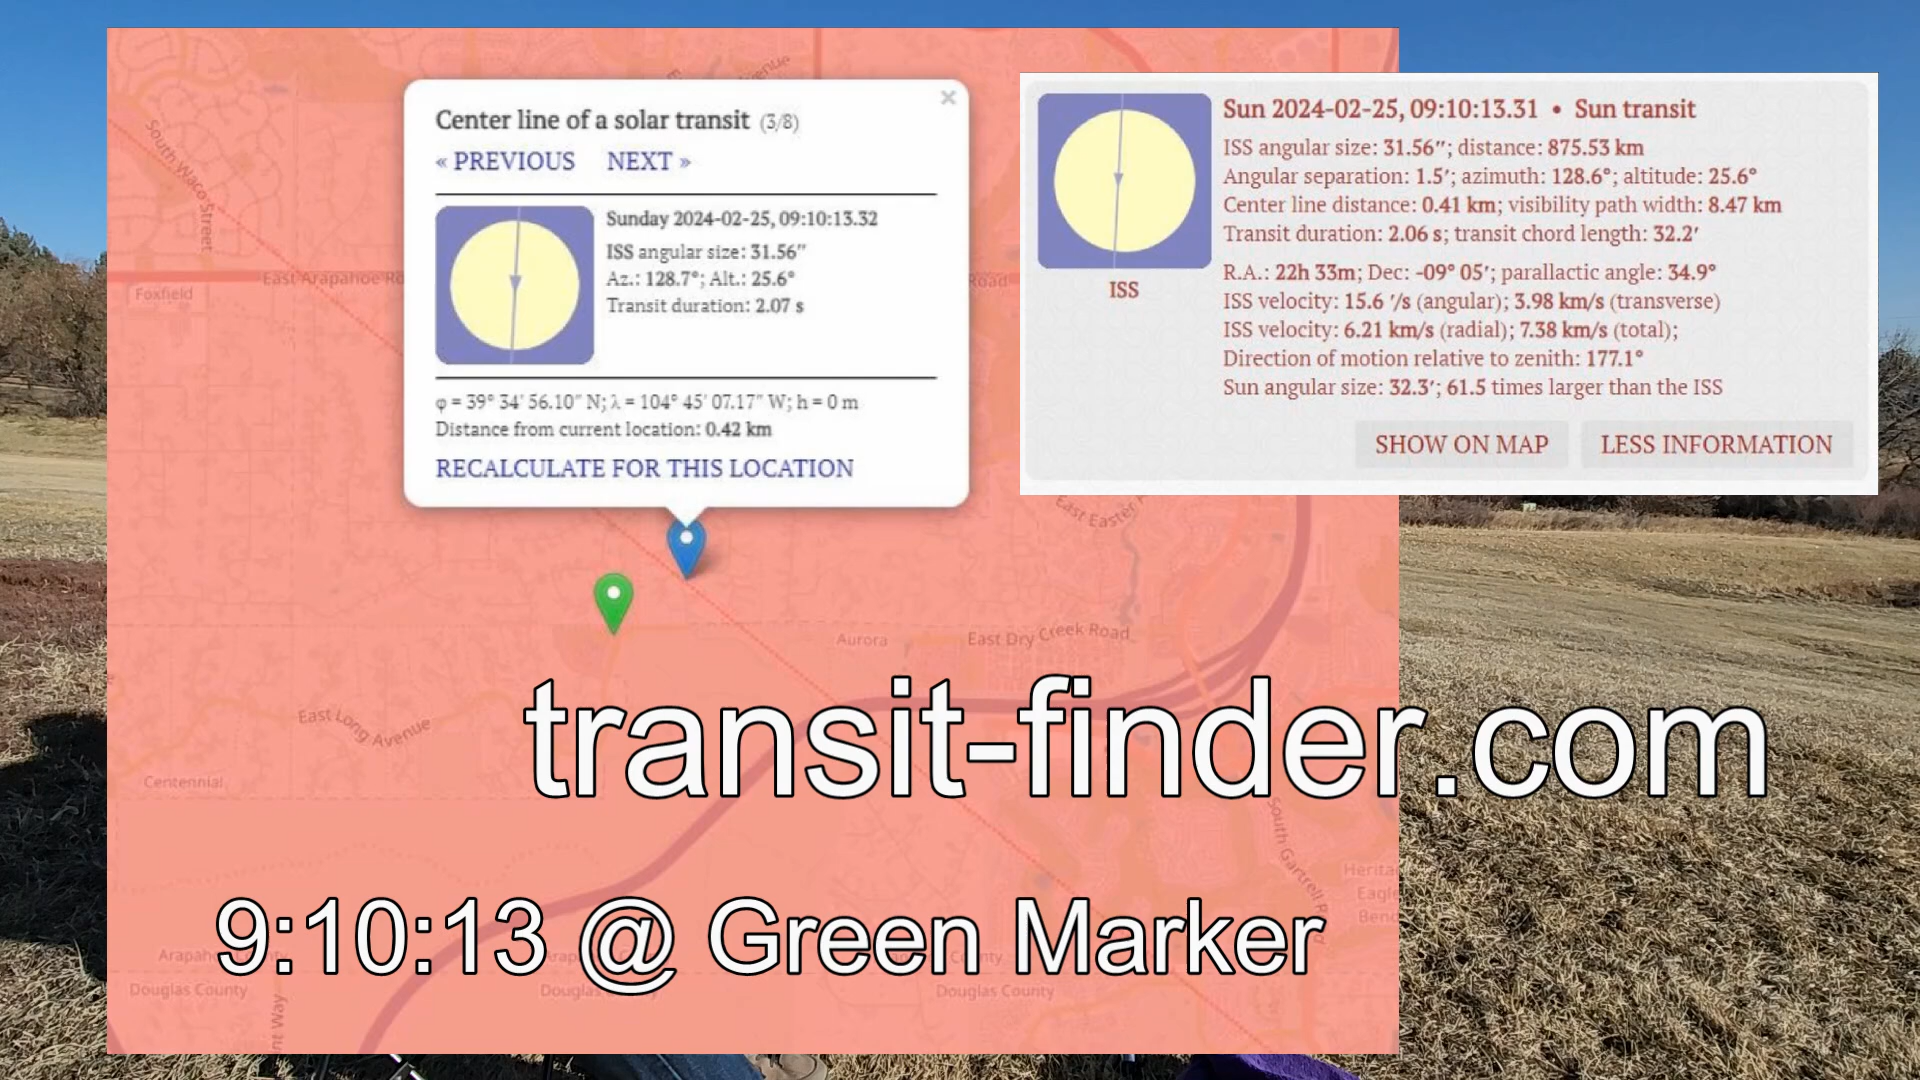 Center line of a solar transit (3/8)
« PREVIOUS NEXT »
Sunday 2024-02-25, 09:10:13.32
ISS angular size: 31.56″
Az.: 128.7°; Alt.: 25.6°
Transit duration: 2.07 s
φ = 39° 34′ 56.10″ N; λ = 104° 45′ 07.17″ W; h = 0 m
Distance from current location: 0.42 km
RECALCULATE FOR THIS LOCATION
Sun 2024-02-25, 09:10:13.31 • Sun transit
ISS angular size: 31.56″; distance: 875.53 km
Angular separation: 1.5′; azimuth: 128.6°; altitude: 25.6°
Center line distance: 0.41 km; visibility path width: 8.47 km
Transit duration: 2.06 s; transit chord length: 32.2′
R.A.: 22h 33m; Dec: -09° 05′; parallactic angle: 34.9°
ISS velocity: 15.6 ′/s (angular); 3.98 km/s (transverse)
ISS velocity: 6.21 km/s (radial); 7.38 km/s (total);
Direction of motion relative to zenith: 177.1°
Sun angular size: 32.3′; 61.5 times larger than the ISS
ISS
SHOW ON MAP LESS INFORMATION
South Waco Street
East Arapahoe
Road
Foxfield
Aurora
East Dry Creek Road
East Easter
East Long Avenue
Centennial
transit-finder.com
South Gartrell
9:10:13 @ Green Marker
Douglas County
Douglas County
Douglas County